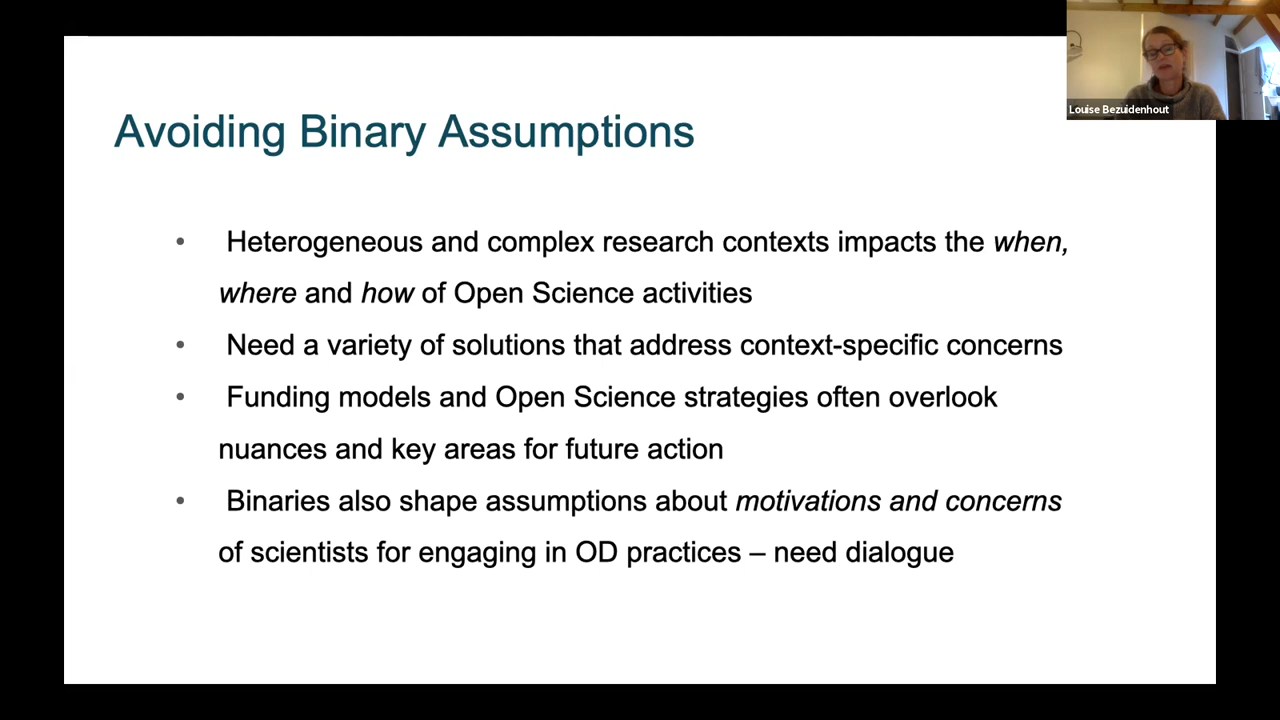 Louise Bezuidenhout
Avoiding Binary Assumptions
• Heterogeneous and complex research contexts impacts the when,
where and how of Open Science activities
• Need a variety of solutions that address context-specific concerns
• Funding models and Open Science strategies often overlook
nuances and key areas for future action
• Binaries also shape assumptions about motivations and concerns
of scientists for engaging in OD practices – need dialogue